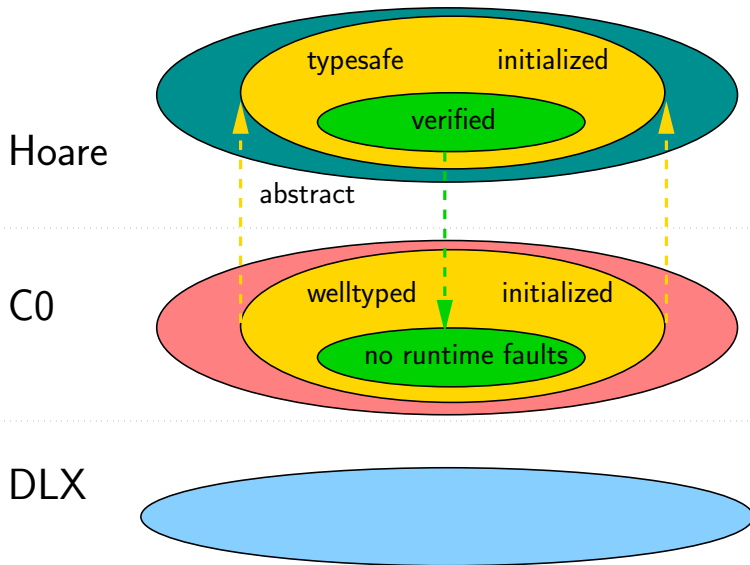 typesafe initialized
verified
Hoare
abstract
welltyped initialized
C0
no runtime faults
DLX